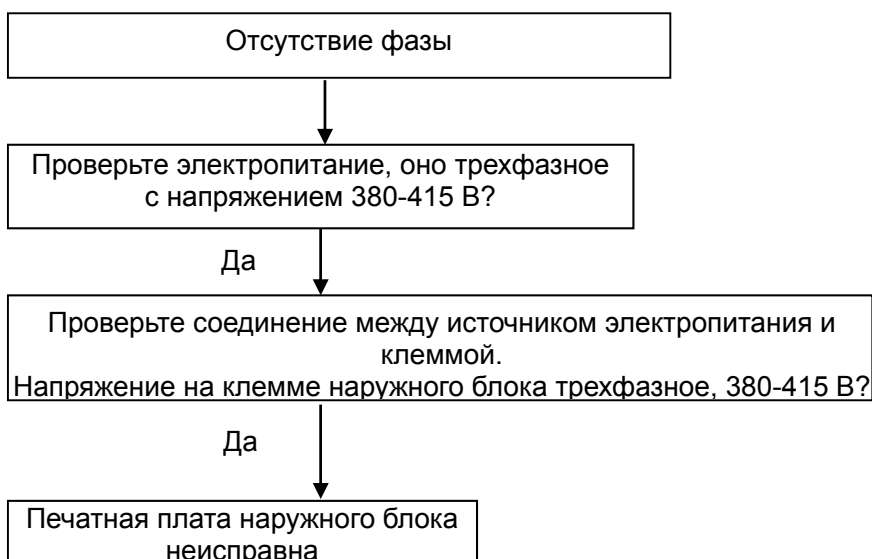 Отсутствие фазы
Проверьте электропитание, оно трехфазное
с напряжением 380-415 В?
Да
Проверьте соединение между источником электропитания и
клеммой.
Напряжение на клемме наружного блока трехфазное, 380-415 В?
Да
Печатная плата наружного блока
неисправна